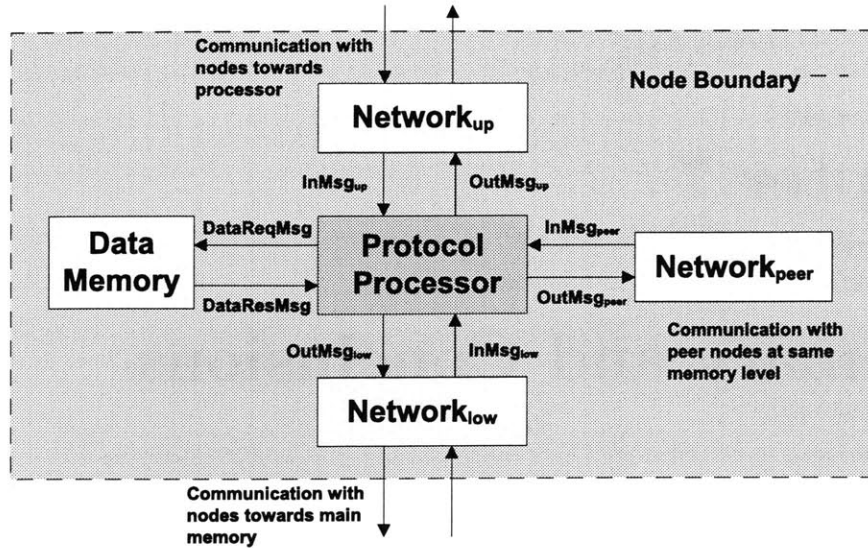 Communication with
nodes towards
processor
Node Boundary
Network_up
InMsg_up
OutMsg_up
Data
Memory
DataReqMsg
DataResMsg
Protocol
Processor
InMsg_peer
OutMsg_peer
Network_peer
Communication with
peer nodes at same
memory level
OutMsg_low
InMsg_low
Network_low
Communication with
nodes towards main
memory